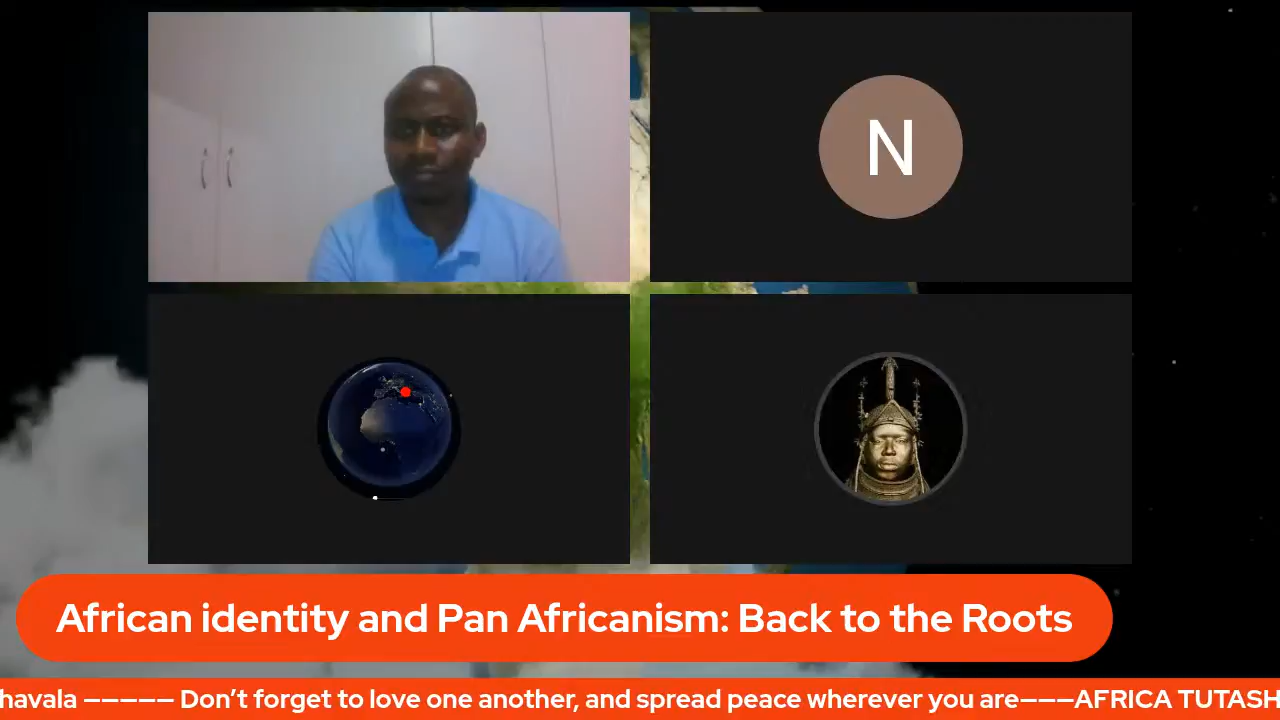 N
African identity and Pan Africanism: Back to the Roots
havala ––––– Don’t forget to love one another, and spread peace wherever you are–––AFRICA TUTASH